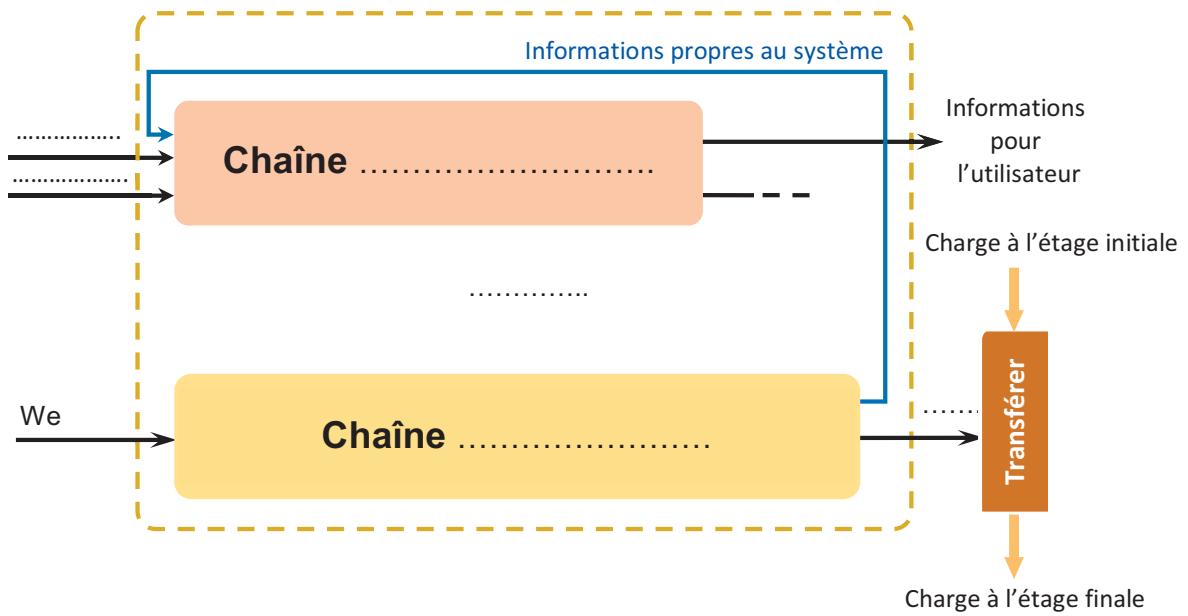 Informations propres au système
................
Chaîne ..............................
...................
Informations
pour
l’utilisateur
Charge à l’étage initiale
..............
We
Chaîne ..........................
.......
Transférer
Charge à l’étage finale